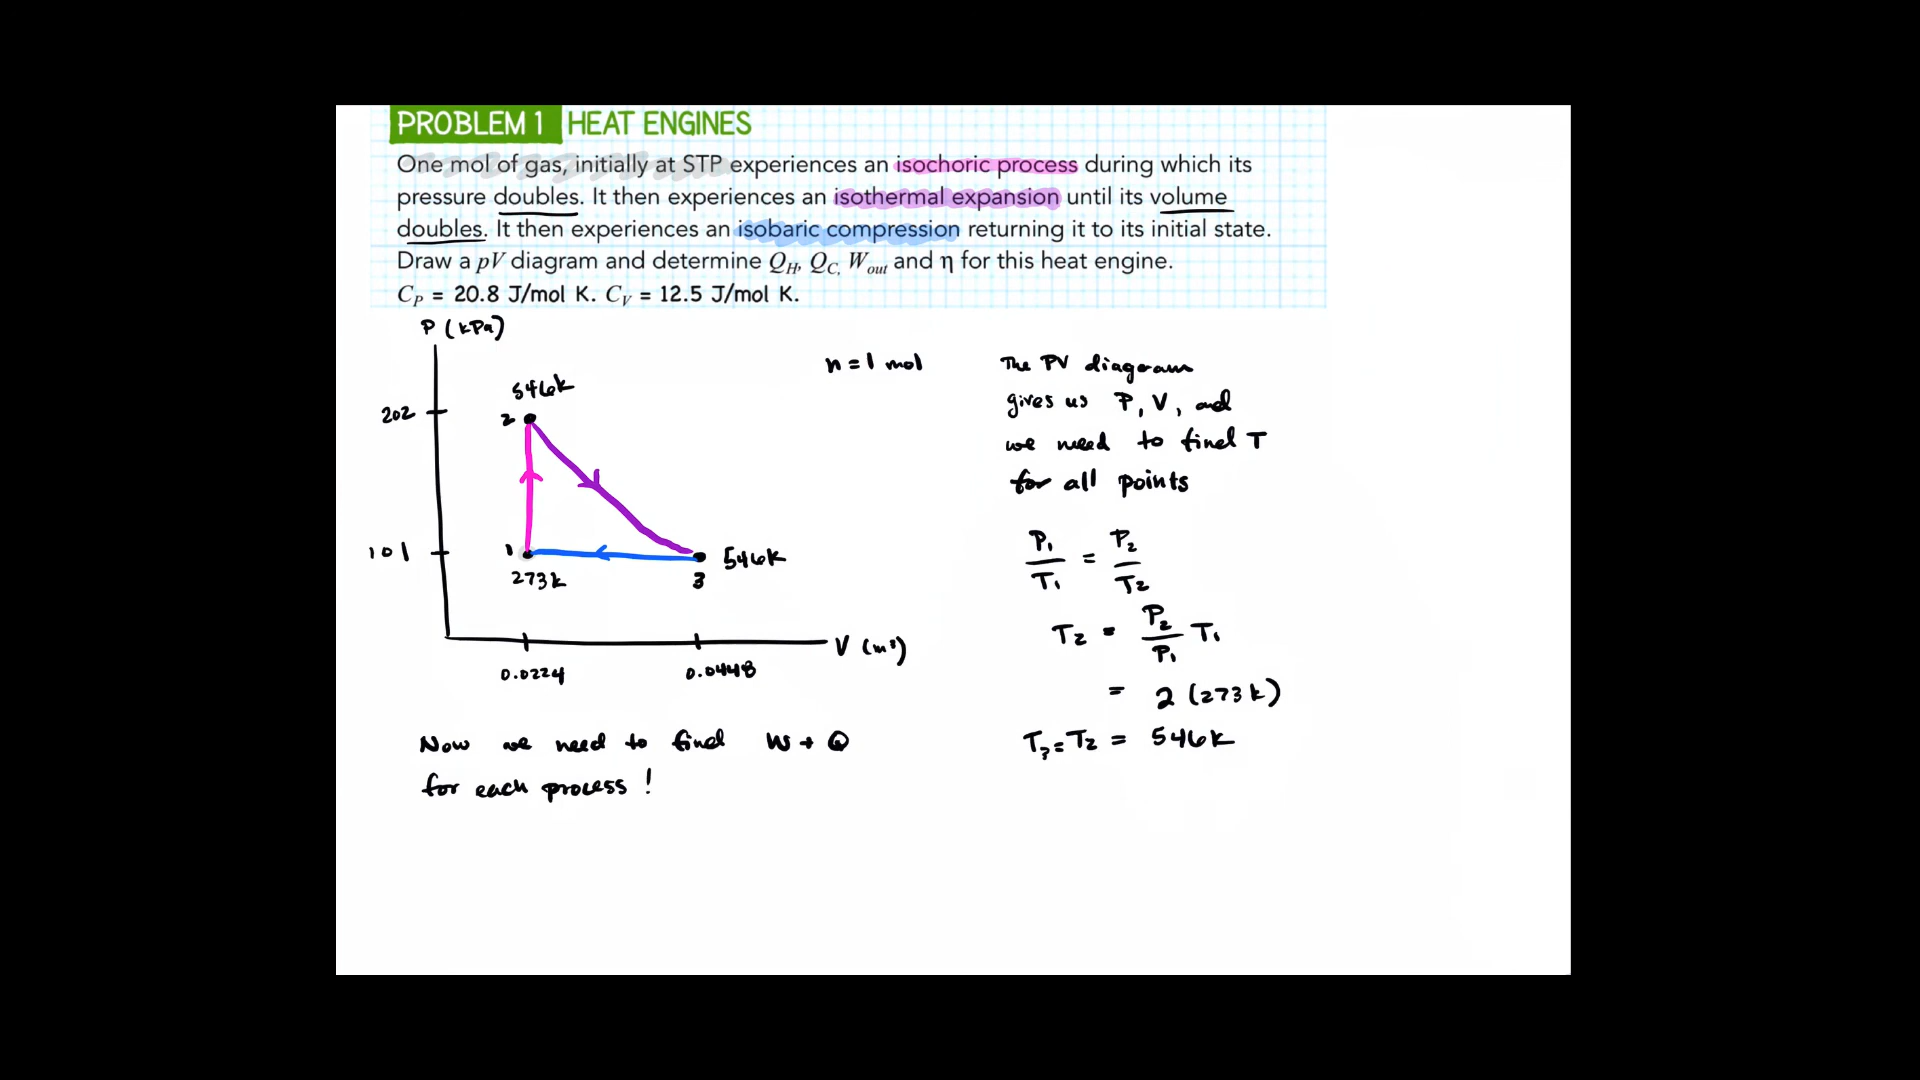 PROBLEM 1 HEAT ENGINES
One mol of gas, initially at STP experiences an isochoric process during which its
pressure doubles. It then experiences an isothermal expansion until its volume
doubles. It then experiences an isobaric compression returning it to its initial state.
Draw a pV diagram and determine Q_H, Q_C, W_out and η for this heat engine.
C_P = 20.8 J/mol K. C_V = 12.5 J/mol K.
P (kPa)
546K
202
2
101
1
273K
546K
3
V (m³)
0.0224
0.0448
n = 1 mol
The PV diagram
gives us P, V, and
we need to find T
for all points
P₁/T₁ = P₂/T₂
T₂ = P₂/P₁ T₁
= 2 (273K)
T₃ = T₂ = 546K
Now we need to find W + Q
for each process !